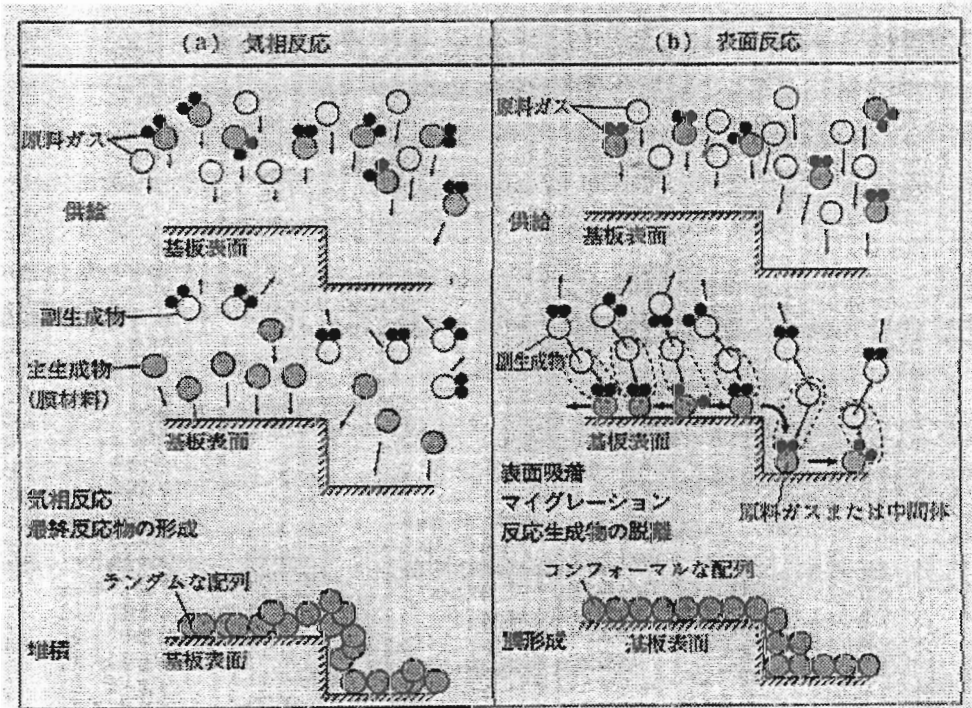 (a) 気相反応
原料ガス
供給
基板表面
副生成物
主生成物
(膜材料)
基板表面
気相反応
最終反応物の形成
ランダムな配列
堆積
基板表面
(b) 表面反応
原料ガス
供給
基板表面
副生成物
基板表面
表面吸着
マイグレーション
反応生成物の脱離
原料ガスまたは中間体
コンフォーマルな配列
膜形成
基板表面